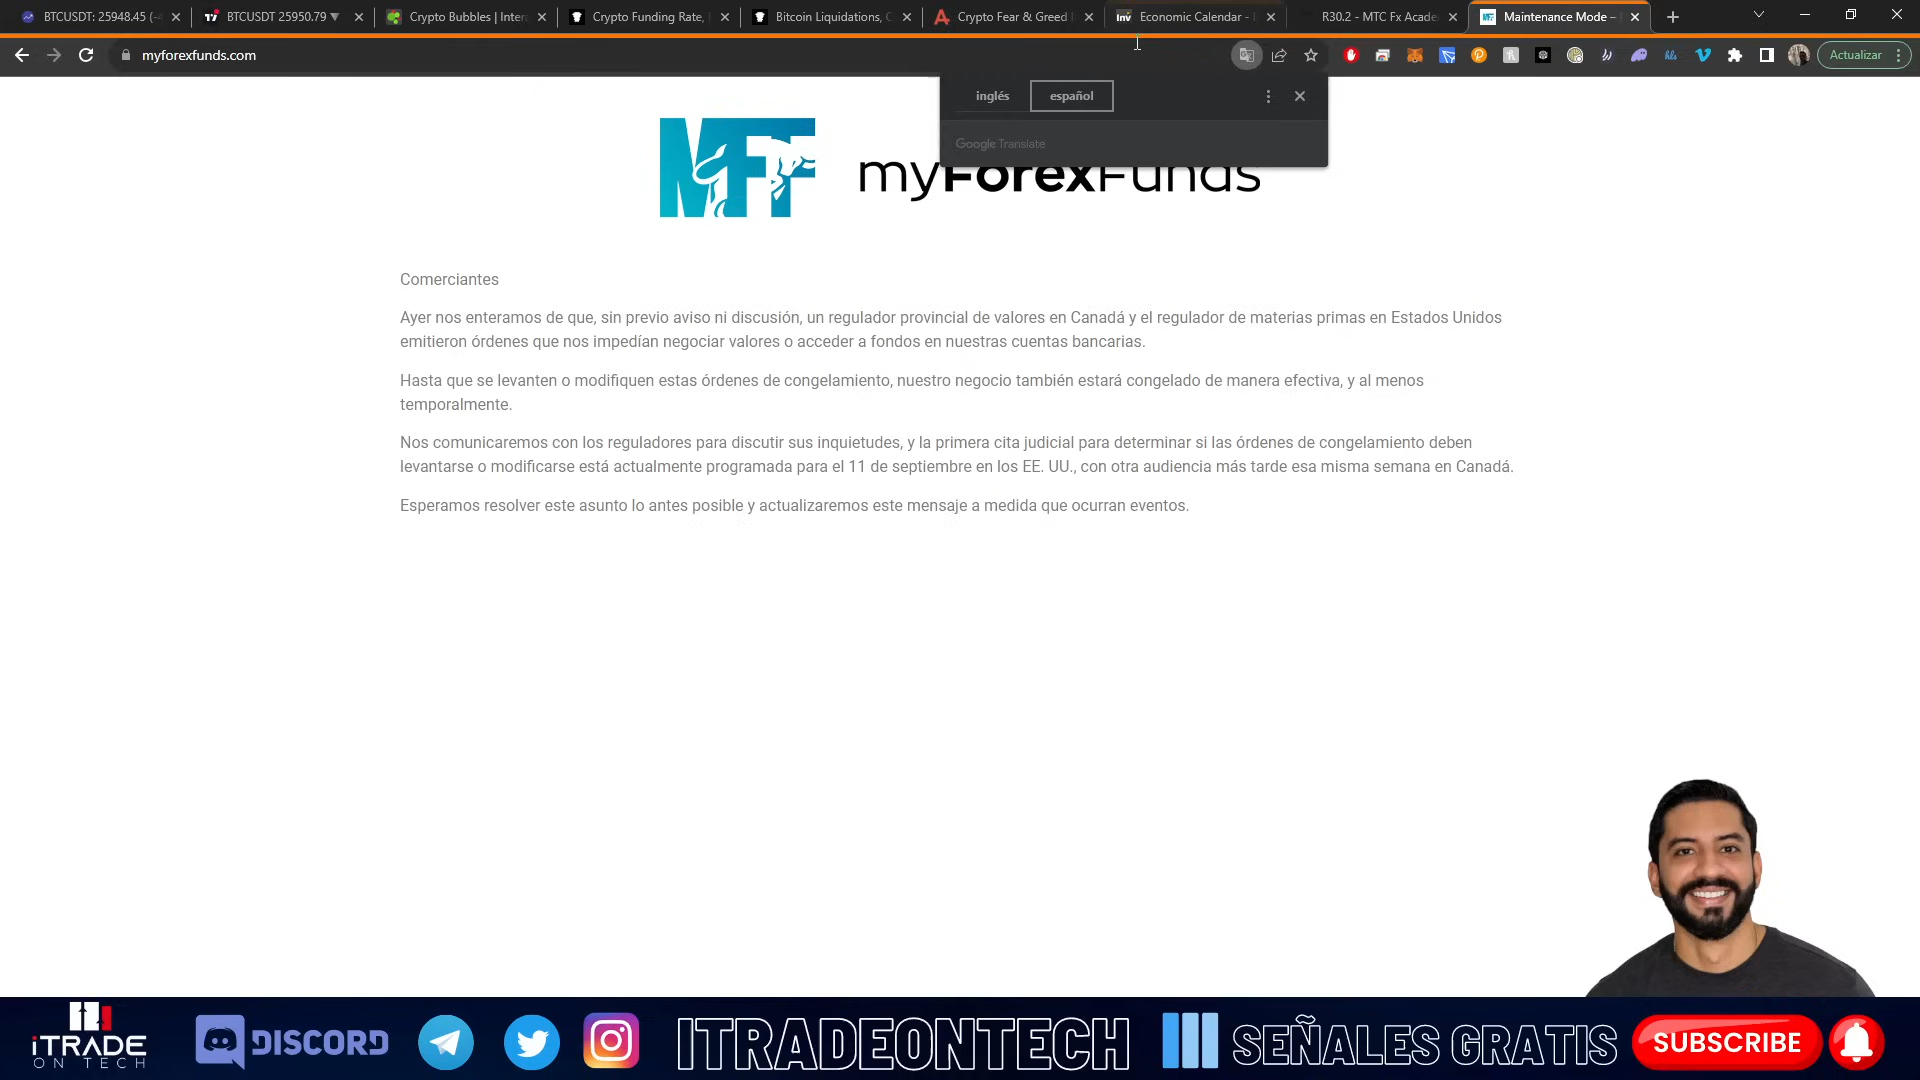 BTCUSDT: 25948.45 (-4
BTCUSDT 25950.79 ▼
Crypto Bubbles | Inter
Crypto Funding Rate,
Bitcoin Liquidations, C
Crypto Fear & Greed I
Inv
Economic Calendar -
R30.2 - MTC Fx Acade
Maintenance Mode –
myforexfunds.com
Actualizar
inglés
español
Google Translate
MFF
myForexFunds
Comerciantes
Ayer nos enteramos de que, sin previo aviso ni discusión, un regulador provincial de valores en Canadá y el regulador de materias primas en Estados Unidos
emitieron órdenes que nos impedían negociar valores o acceder a fondos en nuestras cuentas bancarias.
Hasta que se levanten o modifiquen estas órdenes de congelamiento, nuestro negocio también estará congelado de manera efectiva, y al menos
temporalmente.
Nos comunicaremos con los reguladores para discutir sus inquietudes, y la primera cita judicial para determinar si las órdenes de congelamiento deben
levantarse o modificarse está actualmente programada para el 11 de septiembre en los EE. UU., con otra audiencia más tarde esa misma semana en Canadá.
Esperamos resolver este asunto lo antes posible y actualizaremos este mensaje a medida que ocurran eventos.
iTRADE
ON TECH
DISCORD
ITRADEONTECH
SEÑALES GRATIS
SUBSCRIBE